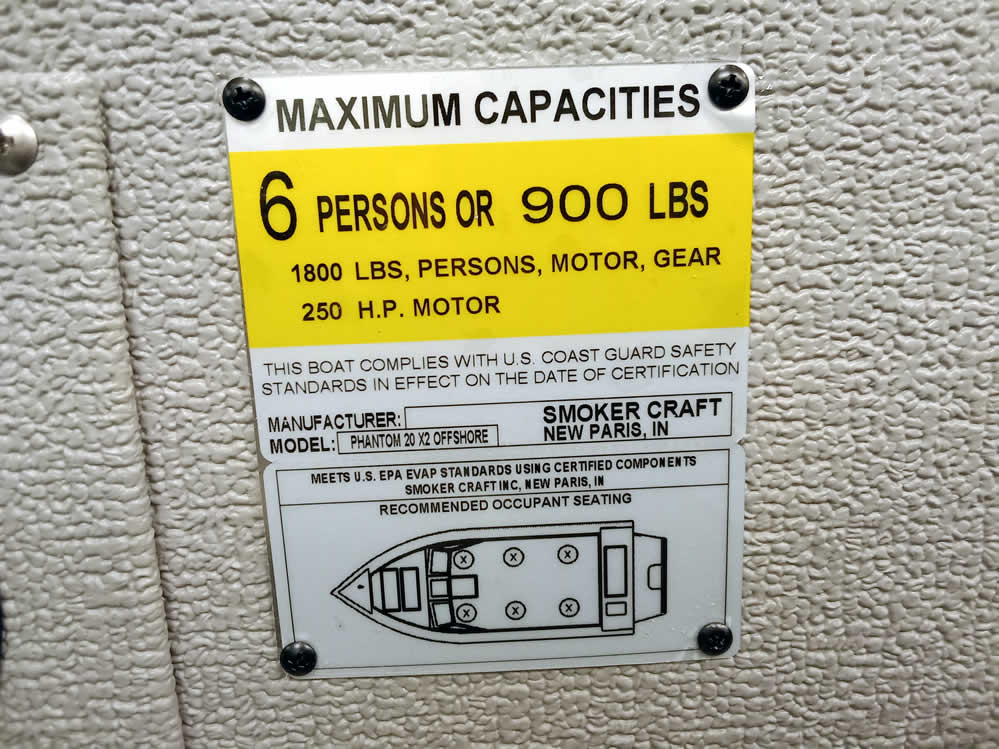 MAXIMUM CAPACITIES
6 PERSONS OR 900 LBS
1800 LBS, PERSONS, MOTOR, GEAR
250 H.P. MOTOR
THIS BOAT COMPLIES WITH U.S. COAST GUARD SAFETY
STANDARDS IN EFFECT ON THE DATE OF CERTIFICATION
MANUFACTURER: SMOKER CRAFT
NEW PARIS, IN
MODEL: PHANTOM 20 X2 OFFSHORE
MEETS U.S. EPA EVAP STANDARDS USING CERTIFIED COMPONENTS
SMOKER CRAFT INC, NEW PARIS, IN
RECOMMENDED OCCUPANT SEATING
X X X
X X X